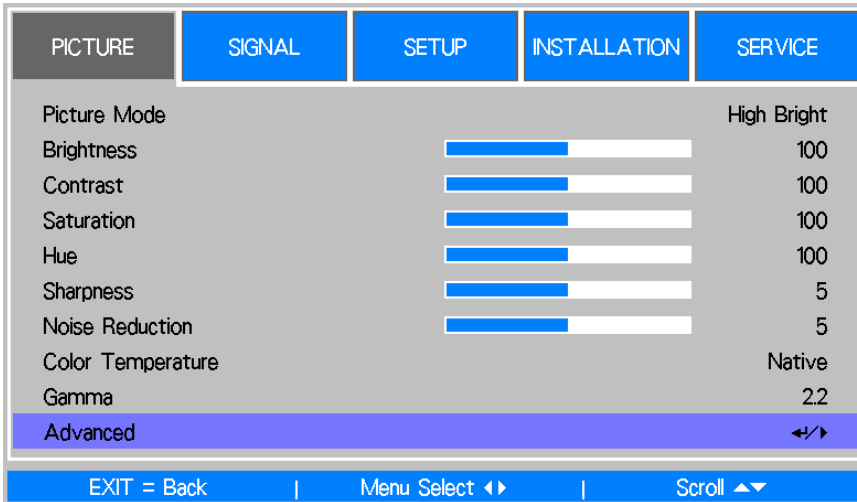 PICTURE SIGNAL SETUP INSTALLATION SERVICE
Picture Mode High Bright
Brightness 100
Contrast 100
Saturation 100
Hue 100
Sharpness 5
Noise Reduction 5
Color Temperature Native
Gamma 2.2
Advanced ↵/▶
EXIT = Back | Menu Select ◀▶ | Scroll ▲▼